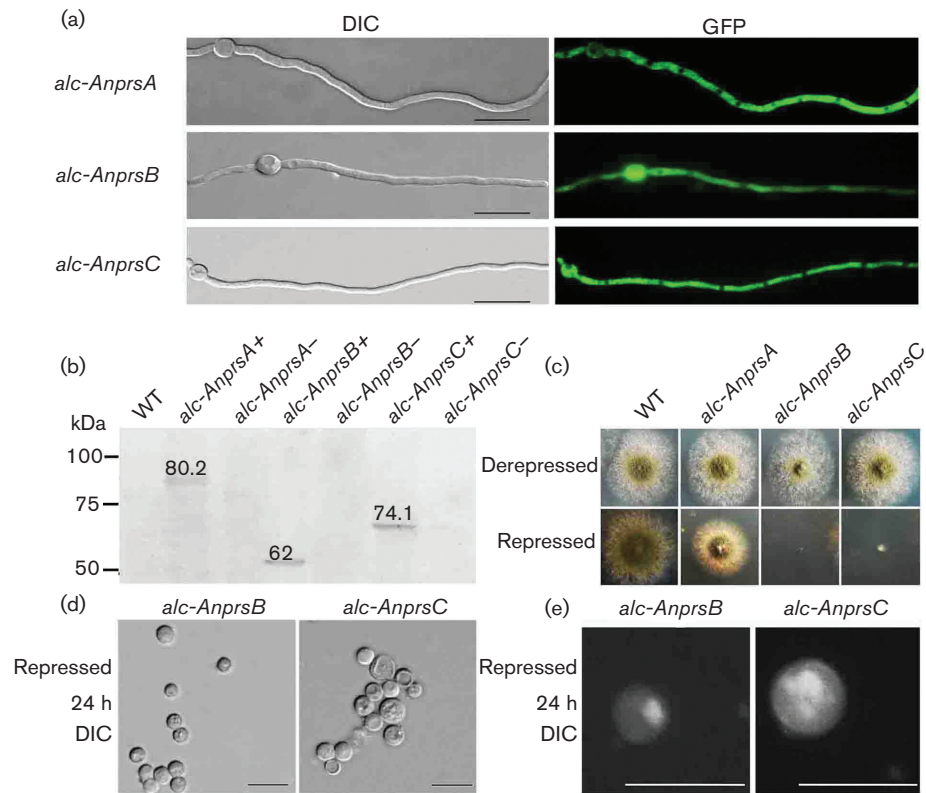 (a)
DIC
GFP
alc-AnprsA
alc-AnprsB
alc-AnprsC
(b)
WT
alc-AnprsA+
alc-AnprsA–
alc-AnprsB+
alc-AnprsB–
alc-AnprsC+
alc-AnprsC–
kDa
100
80.2
75
74.1
62
50
(c)
WT
alc-AnprsA
alc-AnprsB
alc-AnprsC
Derepressed
Repressed
(d)
alc-AnprsB
alc-AnprsC
Repressed
24 h
DIC
(e)
alc-AnprsB
alc-AnprsC
Repressed
24 h
DIC